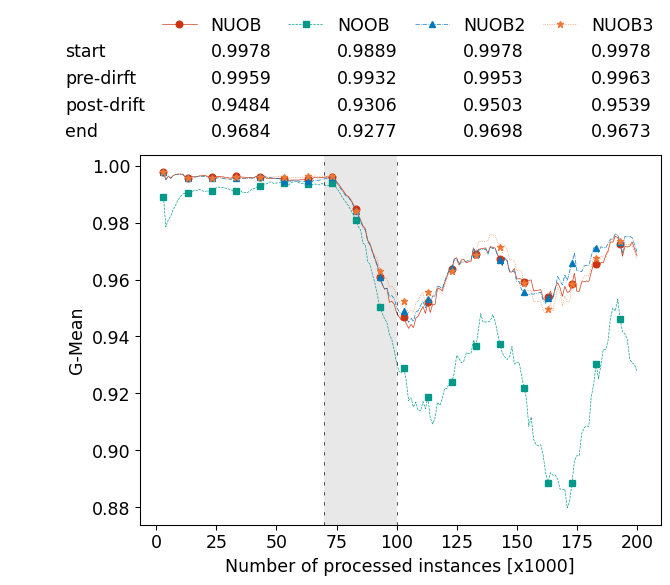 NUOB NOOB NUOB2 NUOB3
start 0.9978 0.9889 0.9978 0.9978
pre-dirft 0.9959 0.9932 0.9953 0.9963
post-drift 0.9484 0.9306 0.9503 0.9539
end 0.9684 0.9277 0.9698 0.9673
1.00
0.98
0.96
0.94
0.92
0.90
0.88
G-Mean
0 25 50 75 100 125 150 175 200
Number of processed instances [x1000]